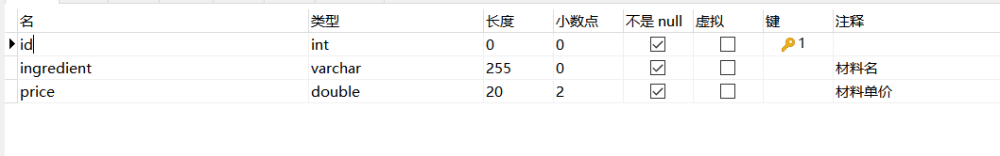 名 类型 长度 小数点 不是 null 虚拟 键 注释
id int 0 0 1
ingredient varchar 255 0 材料名
price double 20 2 材料单价